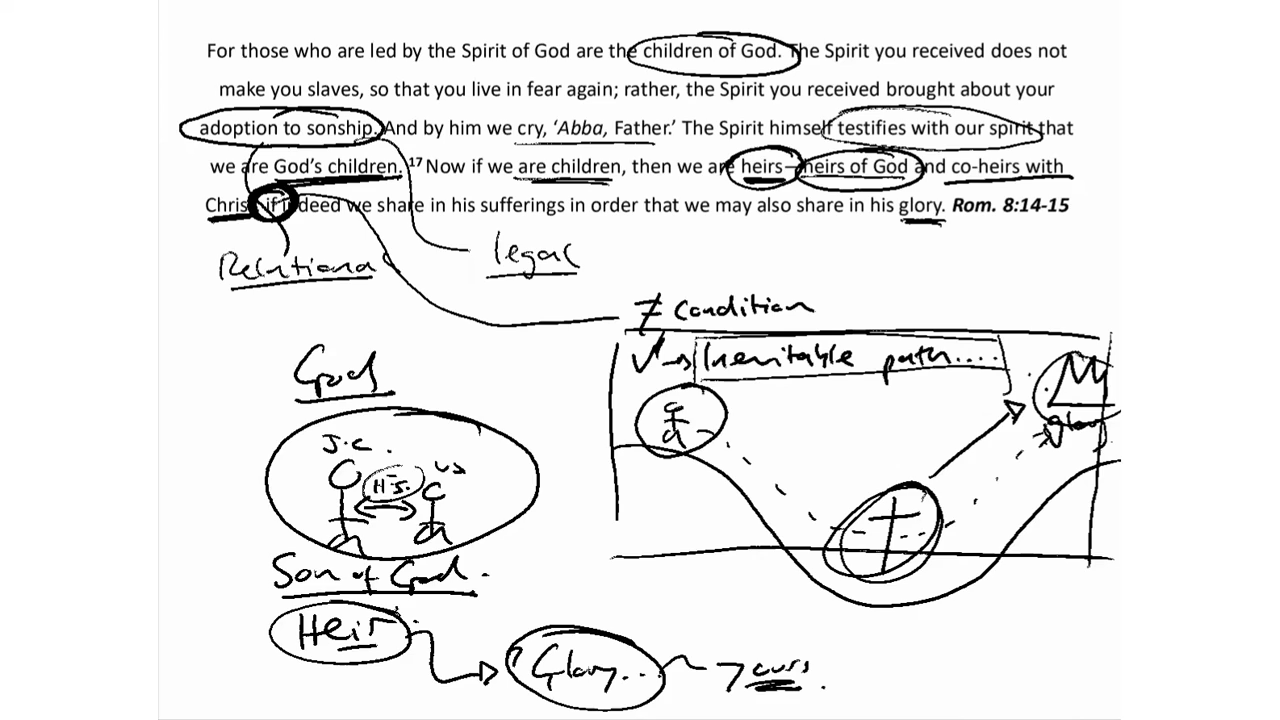 For those who are led by the Spirit of God are the children of God. The Spirit you received does not
make you slaves, so that you live in fear again; rather, the Spirit you received brought about your
adoption to sonship. And by him we cry, ‘Abba, Father.’ The Spirit himself testifies with our spirit that
we are God’s children. ¹⁷ Now if we are children, then we are heirs—heirs of God and co-heirs with
Christ, if indeed we share in his sufferings in order that we may also share in his glory. Rom. 8:14-15
Relational legal
≠ condition
✓ → Inevitable path....
glory
God
J.C.
H.S. us
Son of God.
Heir
Glory... ours.